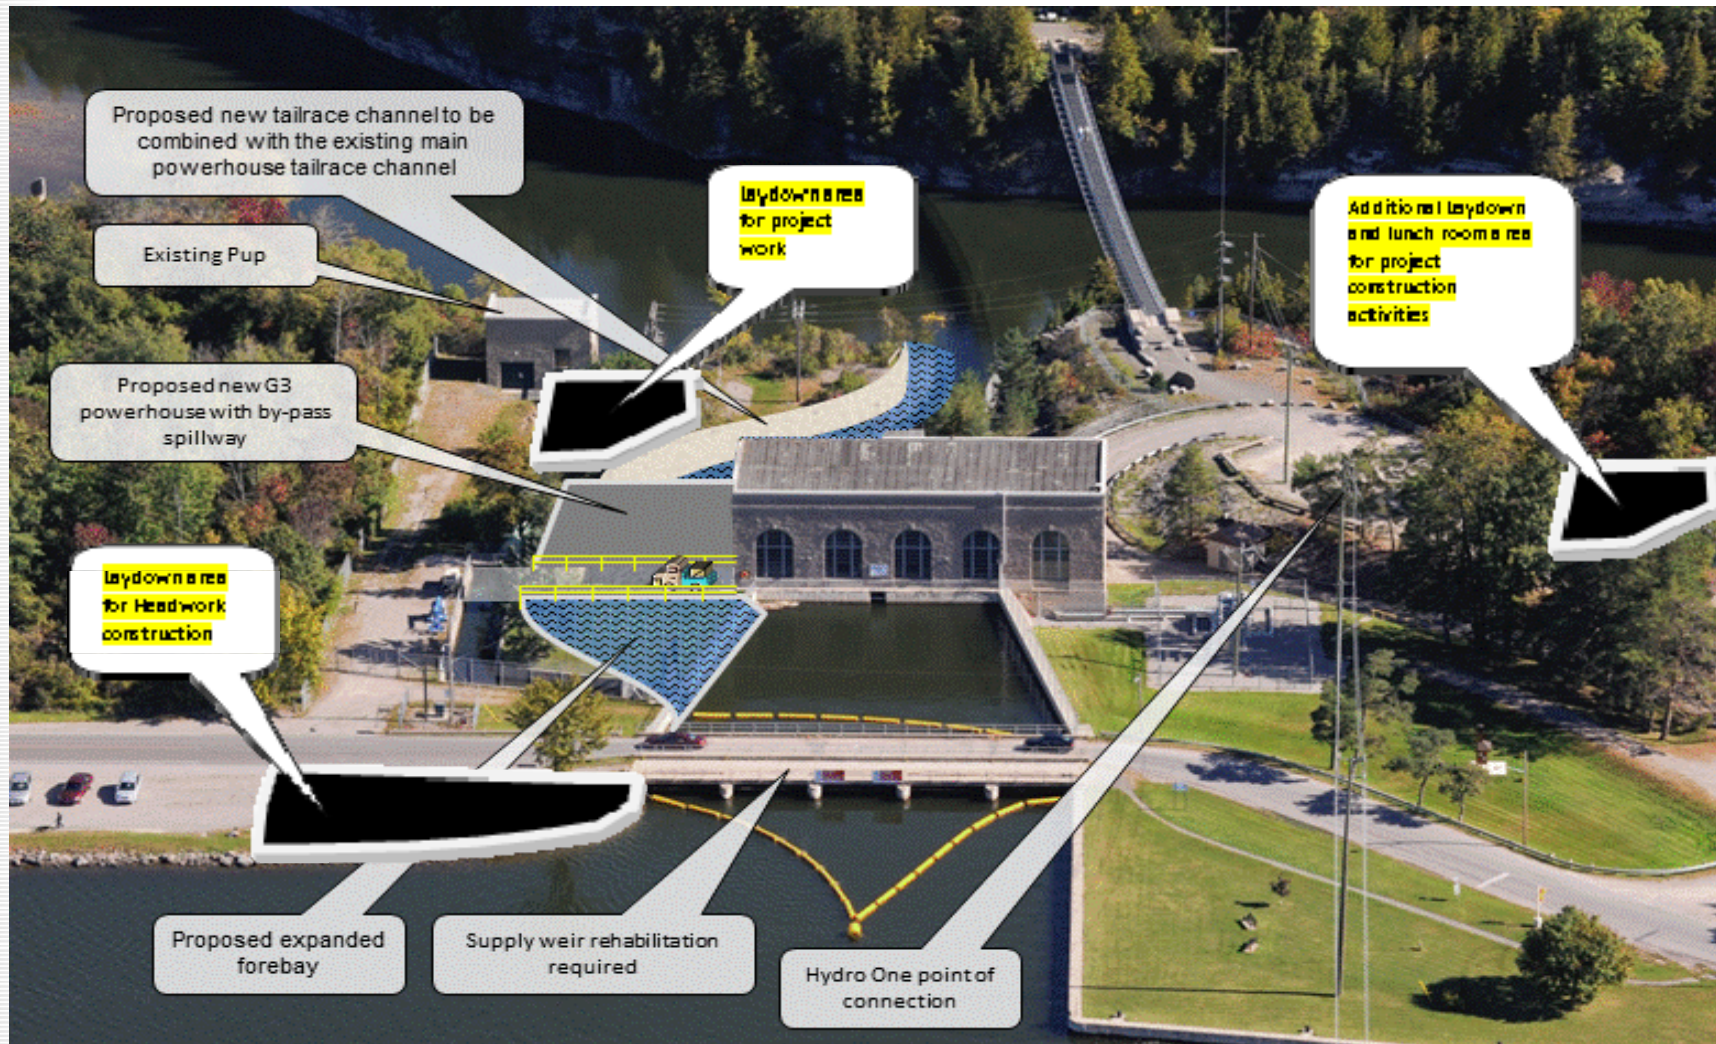 Proposed new tailrace channel to be
combined with the existing main
powerhouse tailrace channel
Existing Pup
Laydown area
for project
work
Additional Laydown
and lunch room area
for project
construction
activities
Proposed new G3
powerhouse with by-pass
spillway
Laydown area
for Headwork
construction
Proposed expanded
forebay
Supply weir rehabilitation
required
Hydro One point of
connection